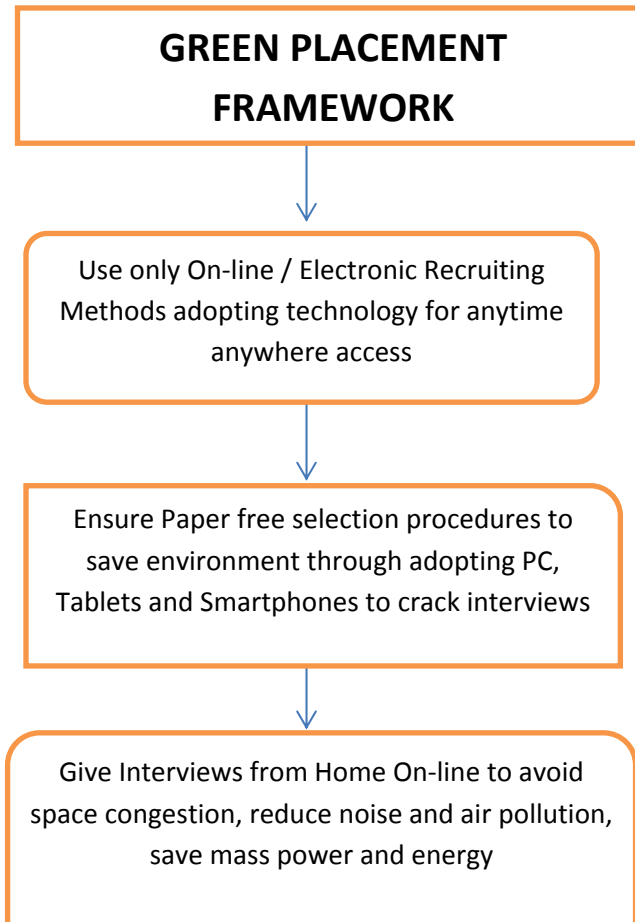 GREEN PLACEMENT
FRAMEWORK
Use only On-line / Electronic Recruiting
Methods adopting technology for anytime
anywhere access
Ensure Paper free selection procedures to
save environment through adopting PC,
Tablets and Smartphones to crack interviews
Give Interviews from Home On-line to avoid
space congestion, reduce noise and air pollution,
save mass power and energy